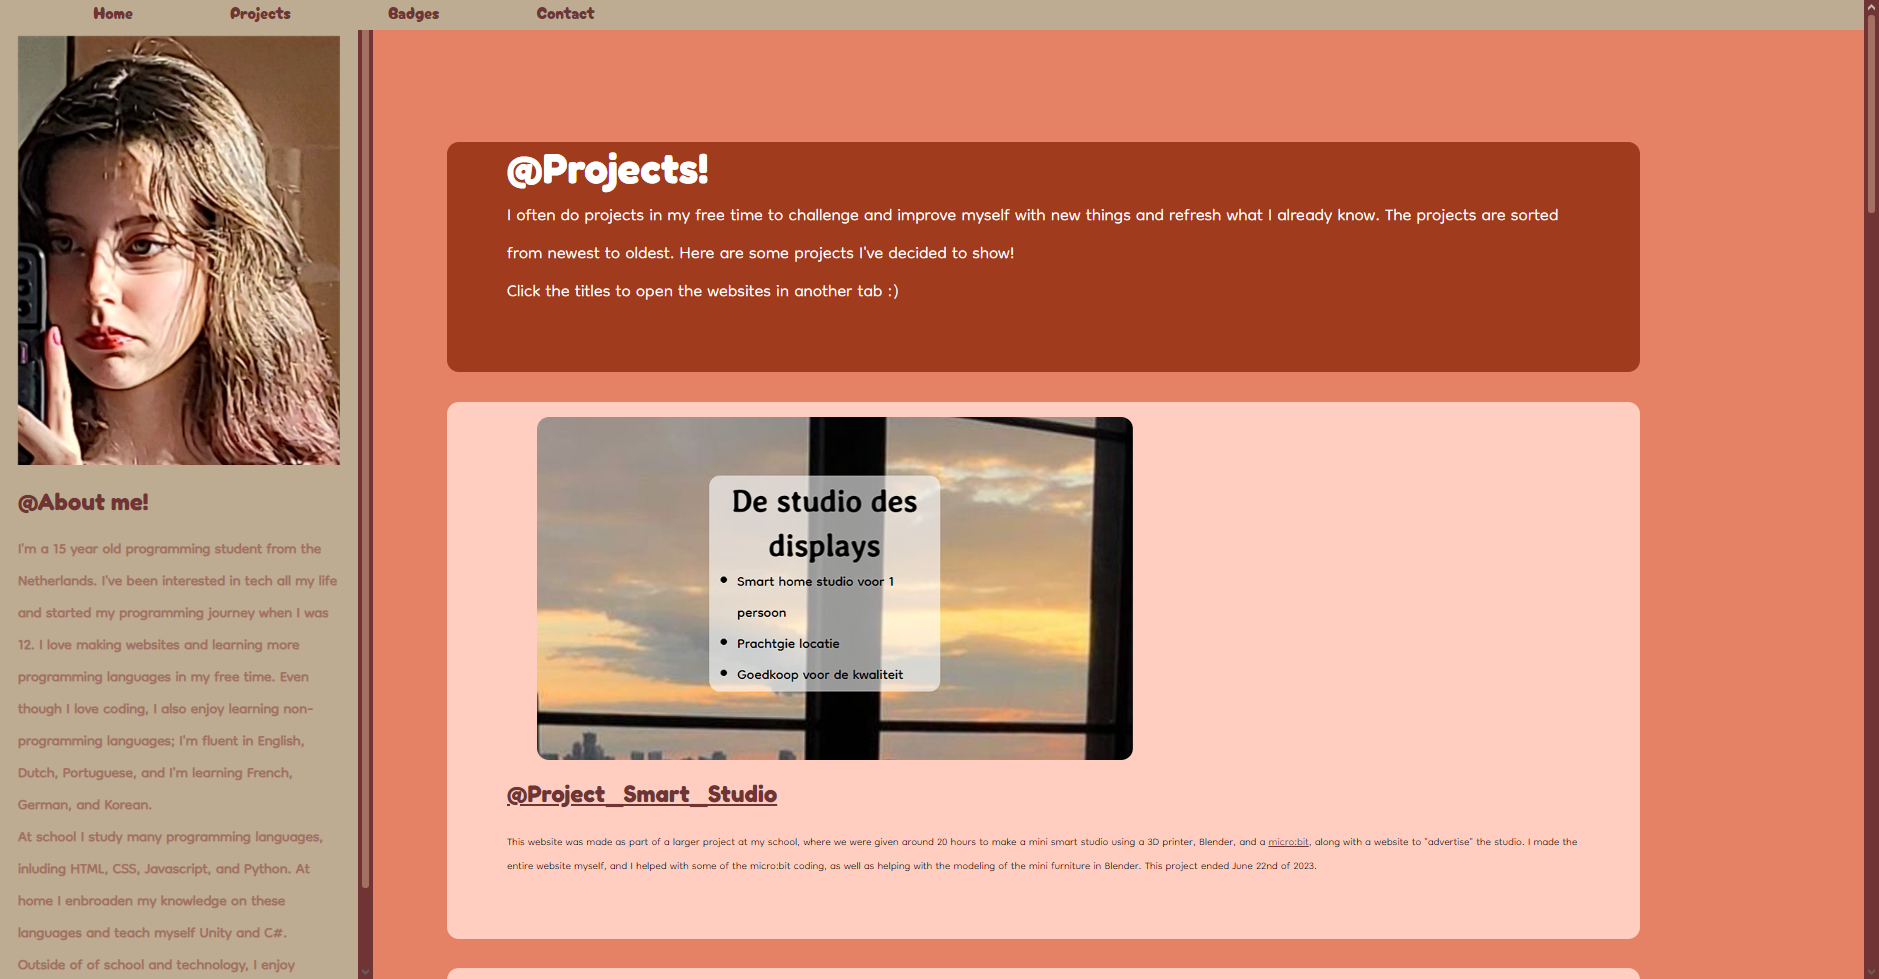 Home Projects Badges Contact
@About me!
I'm a 15 year old programming student from the
Netherlands. I've been interested in tech all my life
and started my programming journey when I was
12. I love making websites and learning more
programming languages in my free time. Even
though I love coding, I also enjoy learning non-
programming languages; I'm fluent in English,
Dutch, Portuguese, and I'm learning French,
German, and Korean.
At school I study many programming languages,
inluding HTML, CSS, Javascript, and Python. At
home I enbroaden my knowledge on these
languages and teach myself Unity and C#.
Outside of of school and technology, I enjoy
@Projects!
I often do projects in my free time to challenge and improve myself with new things and refresh what I already know. The projects are sorted
from newest to oldest. Here are some projects I've decided to show!
Click the titles to open the websites in another tab :)
De studio des
displays
• Smart home studio voor 1
persoon
• Prachtgie locatie
• Goedkoop voor de kwaliteit
@Project_Smart_Studio
This website was made as part of a larger project at my school, where we were given around 20 hours to make a mini smart studio using a 3D printer, Blender, and a micro:bit, along with a website to "advertise" the studio. I made the
entire website myself, and I helped with some of the micro:bit coding, as well as helping with the modeling of the mini furniture in Blender. This project ended June 22nd of 2023.